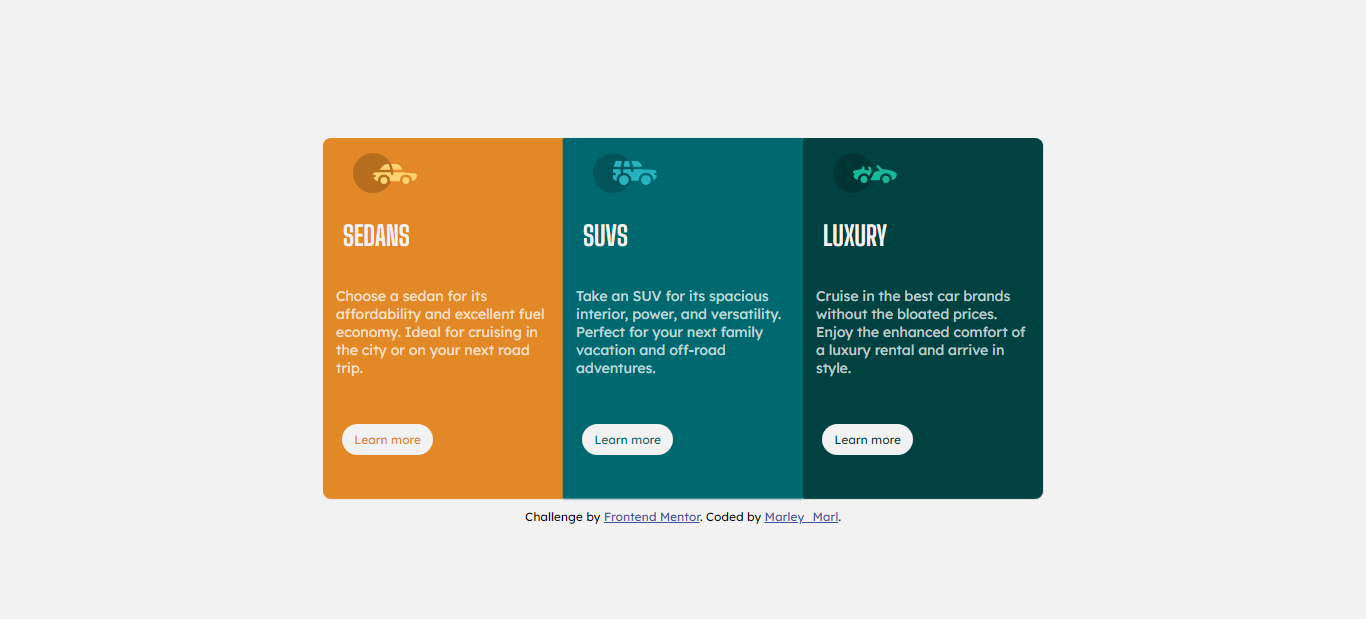 SEDANS
Choose a sedan for its
affordability and excellent fuel
economy. Ideal for cruising in
the city or on your next road
trip.
Learn more
SUVS
Take an SUV for its spacious
interior, power, and versatility.
Perfect for your next family
vacation and off-road
adventures.
Learn more
LUXURY
Cruise in the best car brands
without the bloated prices.
Enjoy the enhanced comfort of
a luxury rental and arrive in
style.
Learn more
Challenge by Frontend Mentor. Coded by Marley_Marl.